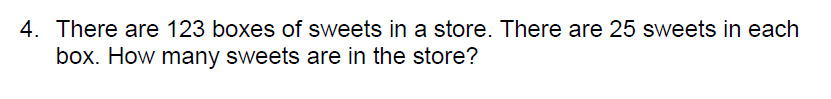 4. There are 123 boxes of sweets in a store. There are 25 sweets in each
box. How many sweets are in the store?